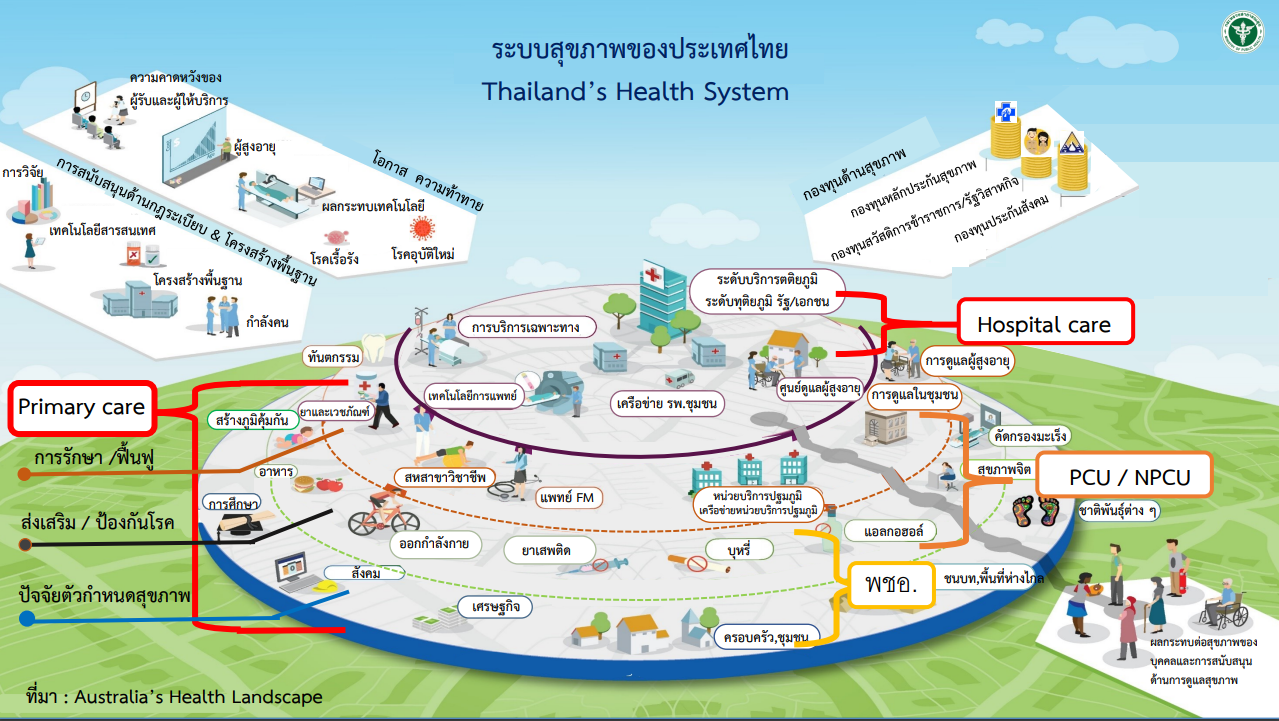 ระบบสุขภาพของประเทศไทย
Thailand's Health System
ความคาดหวังของ
ผู้รับและผู้ให้บริการ
ผู้สูงอายุ
โอกาส ความท้าทาย
ผลกระทบเทคโนโลยี
โรคเรื้อรัง
โรคอุบัติใหม่
การวิจัย
การสนับสนุนด้านกฎระเบียบ & โครงสร้างพื้นฐาน
เทคโนโลยีสารสนเทศ
โครงสร้างพื้นฐาน
กำลังคน
กองทุนด้านสุขภาพ
กองทุนหลักประกันสุขภาพ
กองทุนสวัสดิการข้าราชการ/รัฐวิสาหกิจ
กองทุนประกันสังคม
ระดับบริการตติยภูมิ
ระดับทุติยภูมิ รัฐ/เอกชน
Hospital care
การบริการเฉพาะทาง
ทันตกรรม
การดูแลผู้สูงอายุ
เทคโนโลยีการแพทย์
เครือข่าย รพ.ชุมชน
ศูนย์ดูแลผู้สูงอายุ
การดูแลในชุมชน
Primary care
สร้างภูมิคุ้มกัน
ยาและเวชภัณฑ์
คัดกรองมะเร็ง
การรักษา /ฟื้นฟู
อาหาร
สหสาขาวิชาชีพ
สุขภาพจิต
PCU / NPCU
การศึกษา
แพทย์ FM
หน่วยบริการปฐมภูมิ
เครือข่ายหน่วยบริการปฐมภูมิ
ชาติพันธุ์ต่าง ๆ
ส่งเสริม / ป้องกันโรค
ออกกำลังกาย
ยาเสพติด
บุหรี่
แอลกอฮอล์
สังคม
พชอ.
ชนบท,พื้นที่ห่างไกล
ปัจจัยตัวกำหนดสุขภาพ
เศรษฐกิจ
ครอบครัว,ชุมชน
ผลกระทบต่อสุขภาพของ
บุคคลและการสนับสนุน
ด้านการดูแลสุขภาพ
ที่มา : Australia's Health Landscape